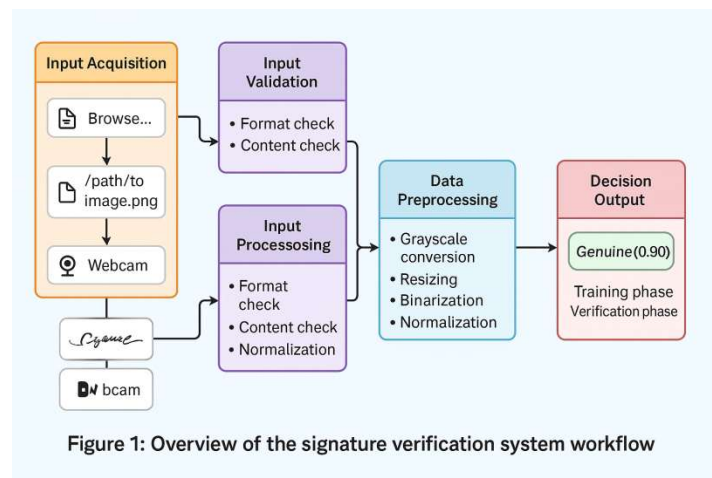 Input Acquisition
Browse...
/path/to
image.png
Webcam
bcam
Input
Validation
• Format check
• Content check
Input
Processosing
• Format
check
• Content check
• Normalization
Data
Preprocessing
• Grayscale
conversion
• Resizing
• Binarization
• Normalization
Decision
Output
Genuine(0.90)
Training phase
Verification phase
Figure 1: Overview of the signature verification system workflow